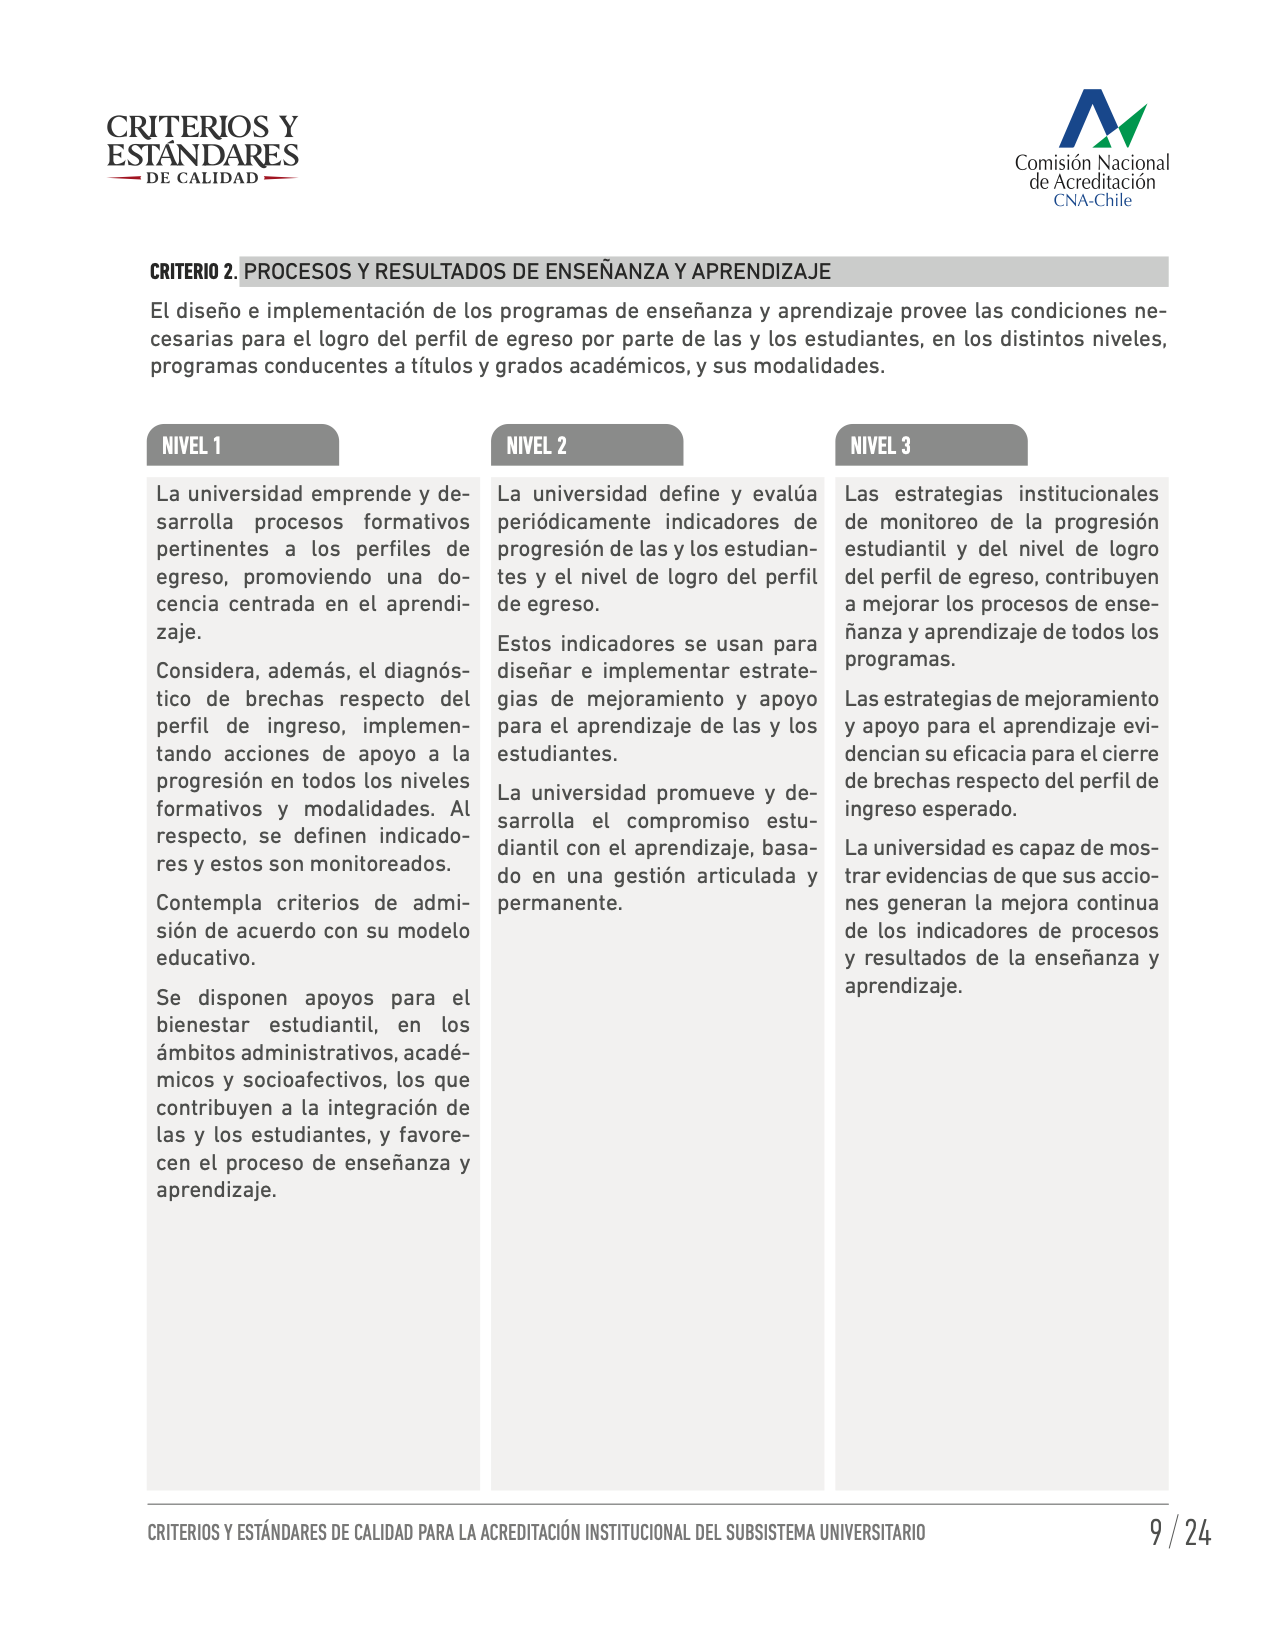 CRITERIOS Y
ESTÁNDARES
DE CALIDAD
Comisión Nacional
de Acreditación
CNA-Chile
CRITERIO 2. PROCESOS Y RESULTADOS DE ENSEÑANZA Y APRENDIZAJE
El diseño e implementación de los programas de enseñanza y aprendizaje provee las condiciones ne-
cesarias para el logro del perfil de egreso por parte de las y los estudiantes, en los distintos niveles,
programas conducentes a títulos y grados académicos, y sus modalidades.
NIVEL 1
La universidad emprende y de-
sarrolla procesos formativos
pertinentes a los perfiles de
egreso, promoviendo una do-
cencia centrada en el aprendi-
zaje.
Considera, además, el diagnós-
tico de brechas respecto del
perfil de ingreso, implemen-
tando acciones de apoyo a la
progresión en todos los niveles
formativos y modalidades. Al
respecto, se definen indicado-
res y estos son monitoreados.
Contempla criterios de admi-
sión de acuerdo con su modelo
educativo.
Se disponen apoyos para el
bienestar estudiantil, en los
ámbitos administrativos, acadé-
micos y socioafectivos, los que
contribuyen a la integración de
las y los estudiantes, y favore-
cen el proceso de enseñanza y
aprendizaje.
NIVEL 2
La universidad define y evalúa
periódicamente indicadores de
progresión de las y los estudian-
tes y el nivel de logro del perfil
de egreso.
Estos indicadores se usan para
diseñar e implementar estrate-
gias de mejoramiento y apoyo
para el aprendizaje de las y los
estudiantes.
La universidad promueve y de-
sarrolla el compromiso estu-
diantil con el aprendizaje, basa-
do en una gestión articulada y
permanente.
NIVEL 3
Las estrategias institucionales
de monitoreo de la progresión
estudiantil y del nivel de logro
del perfil de egreso, contribuyen
a mejorar los procesos de ense-
ñanza y aprendizaje de todos los
programas.
Las estrategias de mejoramiento
y apoyo para el aprendizaje evi-
dencian su eficacia para el cierre
de brechas respecto del perfil de
ingreso esperado.
La universidad es capaz de mos-
trar evidencias de que sus accio-
nes generan la mejora continua
de los indicadores de procesos
y resultados de la enseñanza y
aprendizaje.
CRITERIOS Y ESTÁNDARES DE CALIDAD PARA LA ACREDITACIÓN INSTITUCIONAL DEL SUBSISTEMA UNIVERSITARIO
9 / 24